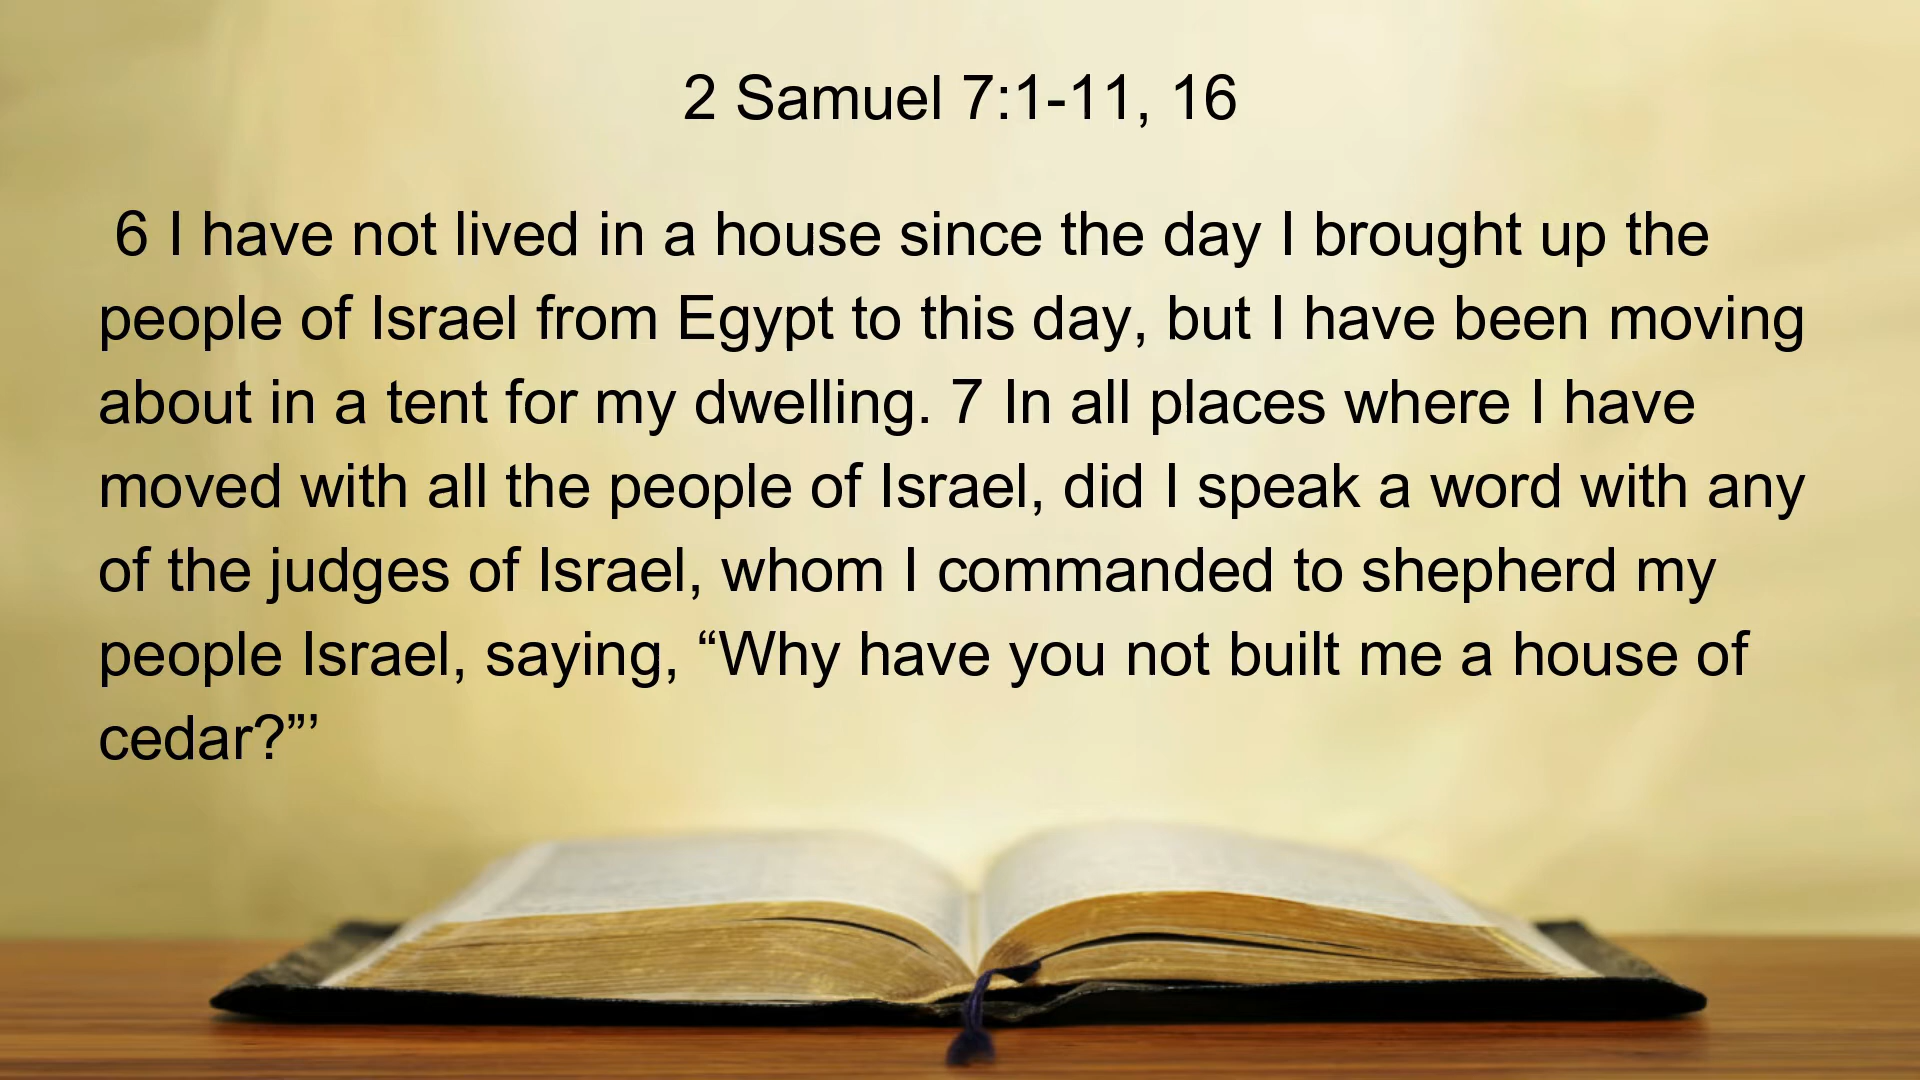 2 Samuel 7:1-11, 16
6 I have not lived in a house since the day I brought up the
people of Israel from Egypt to this day, but I have been moving
about in a tent for my dwelling. 7 In all places where I have
moved with all the people of Israel, did I speak a word with any
of the judges of Israel, whom I commanded to shepherd my
people Israel, saying, “Why have you not built me a house of
cedar?”’